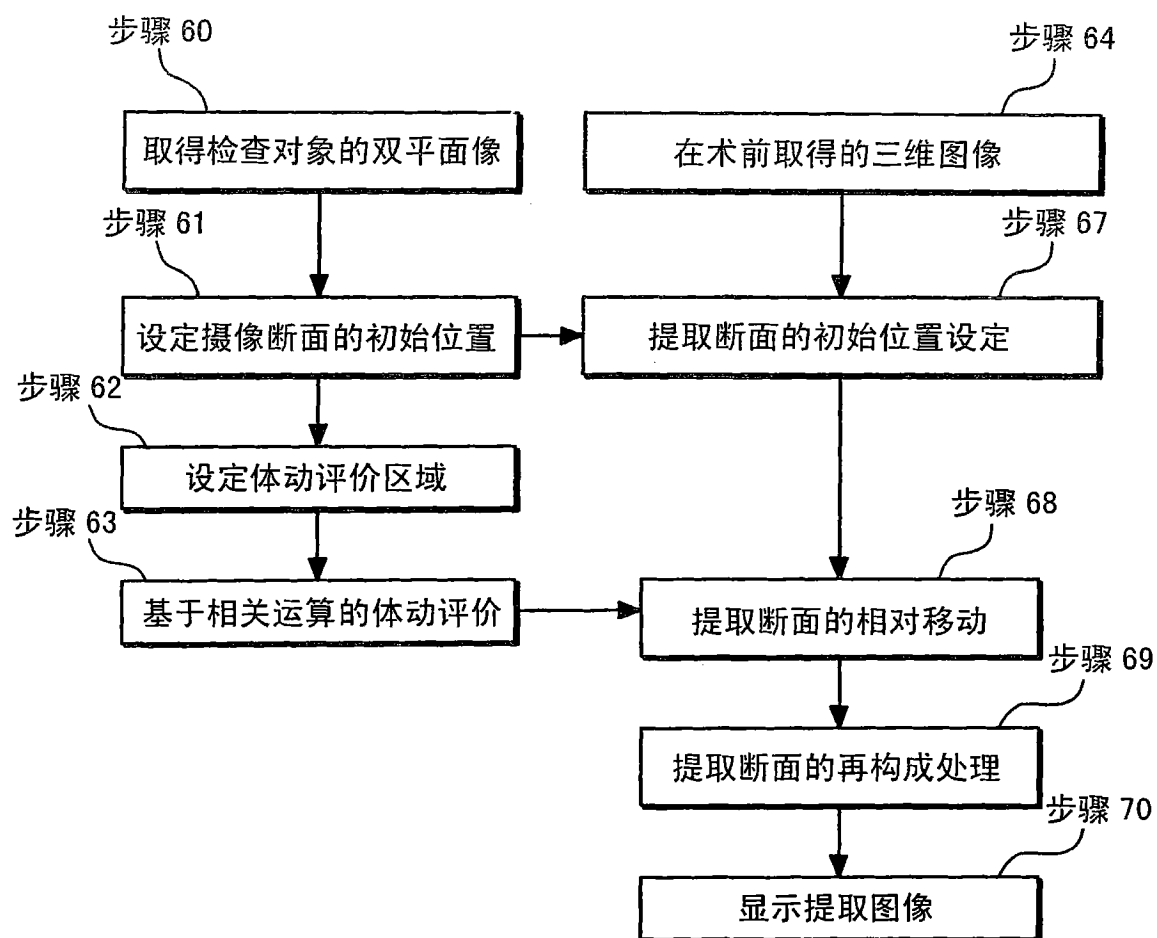 步骤 60
步骤 64
取得检查对象的双平面像
在术前取得的三维图像
步骤 61
步骤 67
设定摄像断面的初始位置
提取断面的初始位置设定
步骤 62
设定体动评价区域
步骤 63
步骤 68
基于相关运算的体动评价
提取断面的相对移动
步骤 69
提取断面的再构成处理
步骤 70
显示提取图像